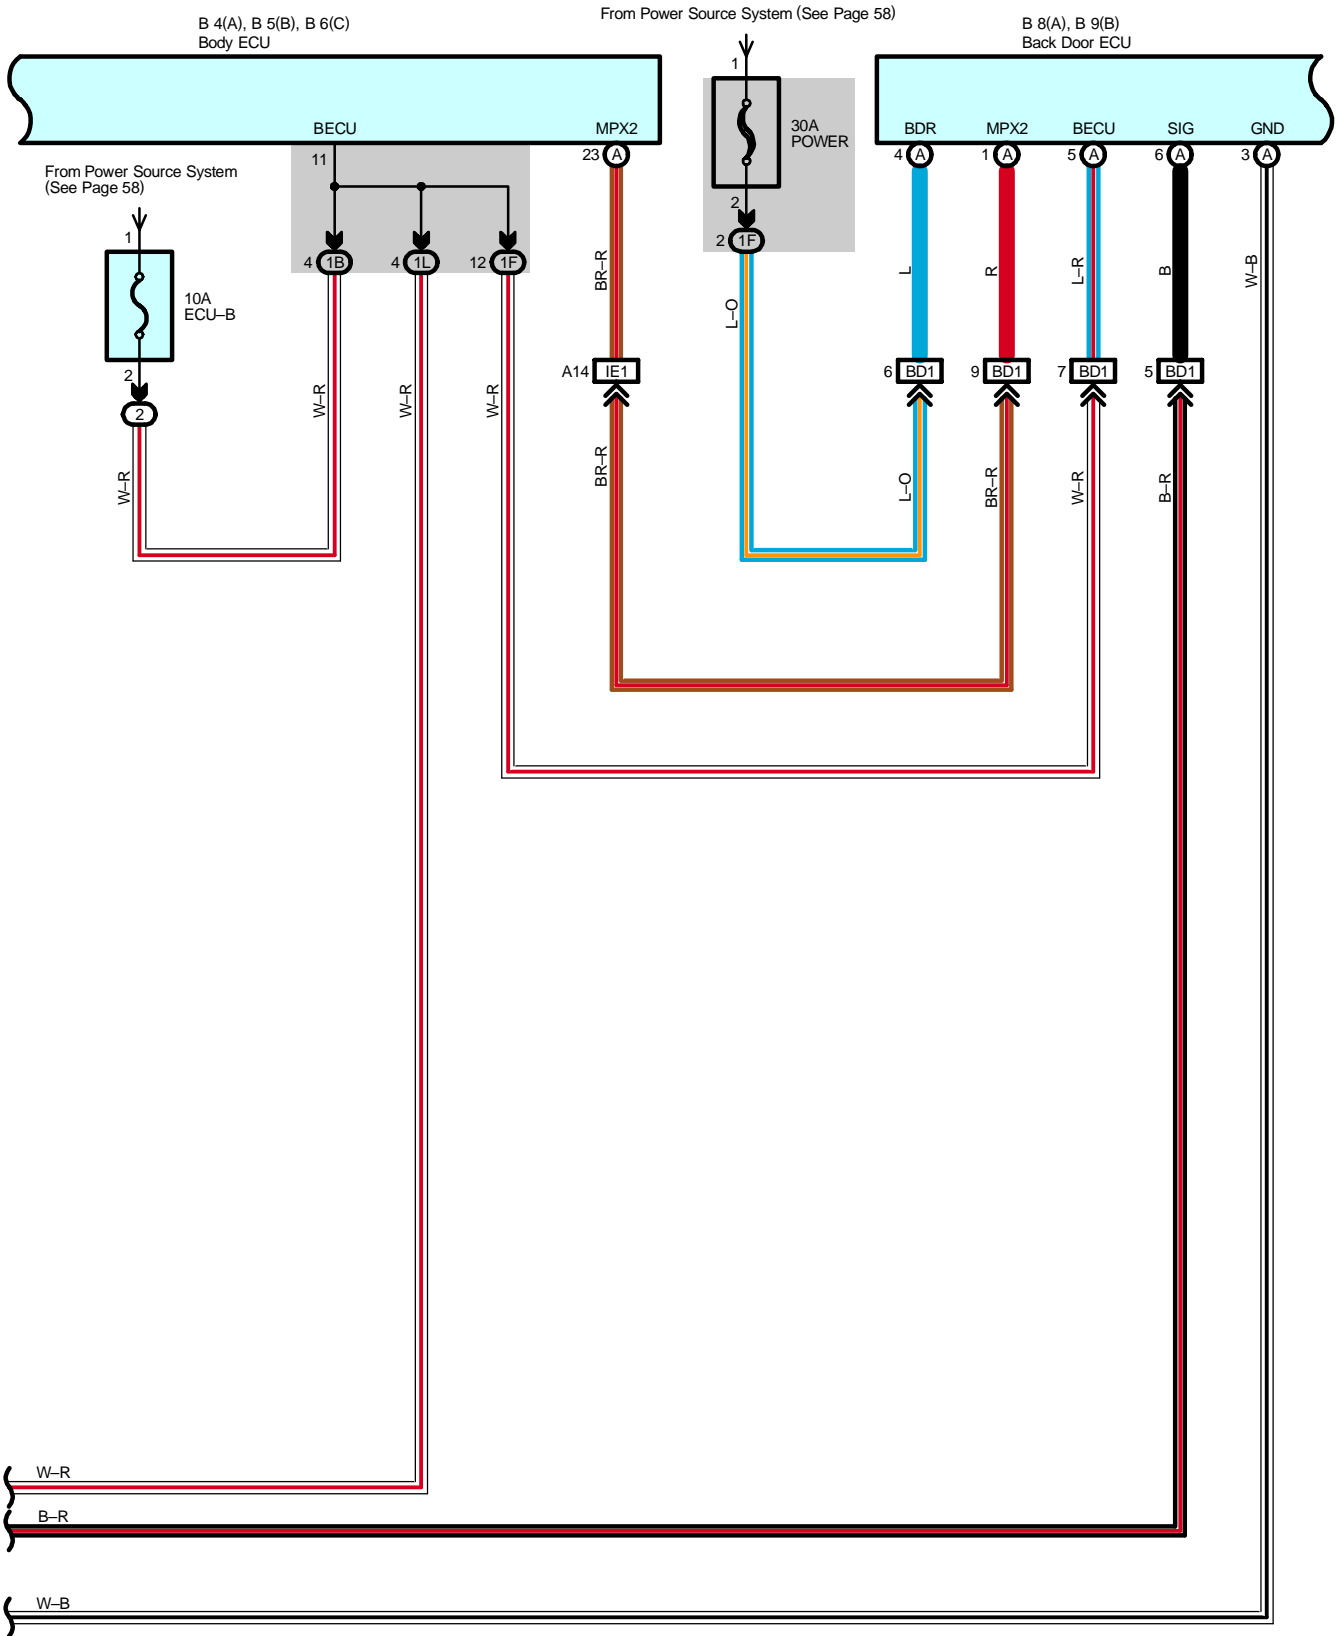 B 4(A), B 5(B), B 6(C)
Body ECU
From Power Source System (See Page 58)
B 8(A), B 9(B)
Back Door ECU
BECU
MPX2
1
30A
POWER
BDR
MPX2
BECU
SIG
GND
11
23 A
4 A
1 A
5 A
6 A
3 A
From Power Source System
(See Page 58)
1
2
2 1F
4 1B
4 1L
12 1F
10A
ECU–B
BR–R
L–O
L
R
L–R
B
W–B
2
2
A14 IE1
6 BD1
9 BD1
7 BD1
5 BD1
W–R
W–R
W–R
W–R
BR–R
L–O
BR–R
W–R
B–R
W–R
B–R
W–B